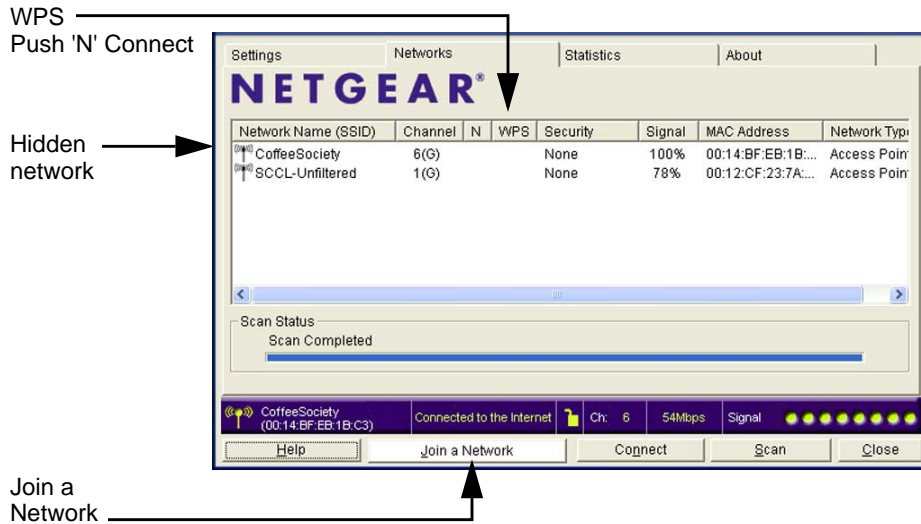 WPS
Push 'N' Connect
Settings Networks Statistics About
NETGEAR®
Hidden
network
Network Name (SSID) Channel N WPS Security Signal MAC Address Network Typ
CoffeeSociety 6(G) None 100% 00:14:BF:EB:1B:... Access Poin
SCCL-Unfiltered 1(G) None 78% 00:12:CF:23:7A:... Access Poin
Scan Status
Scan Completed
CoffeeSociety
(00:14:BF:EB:1B:C3) Connected to the Internet Ch: 6 54Mbps Signal
Help Join a Network Connect Scan Close
Join a
Network